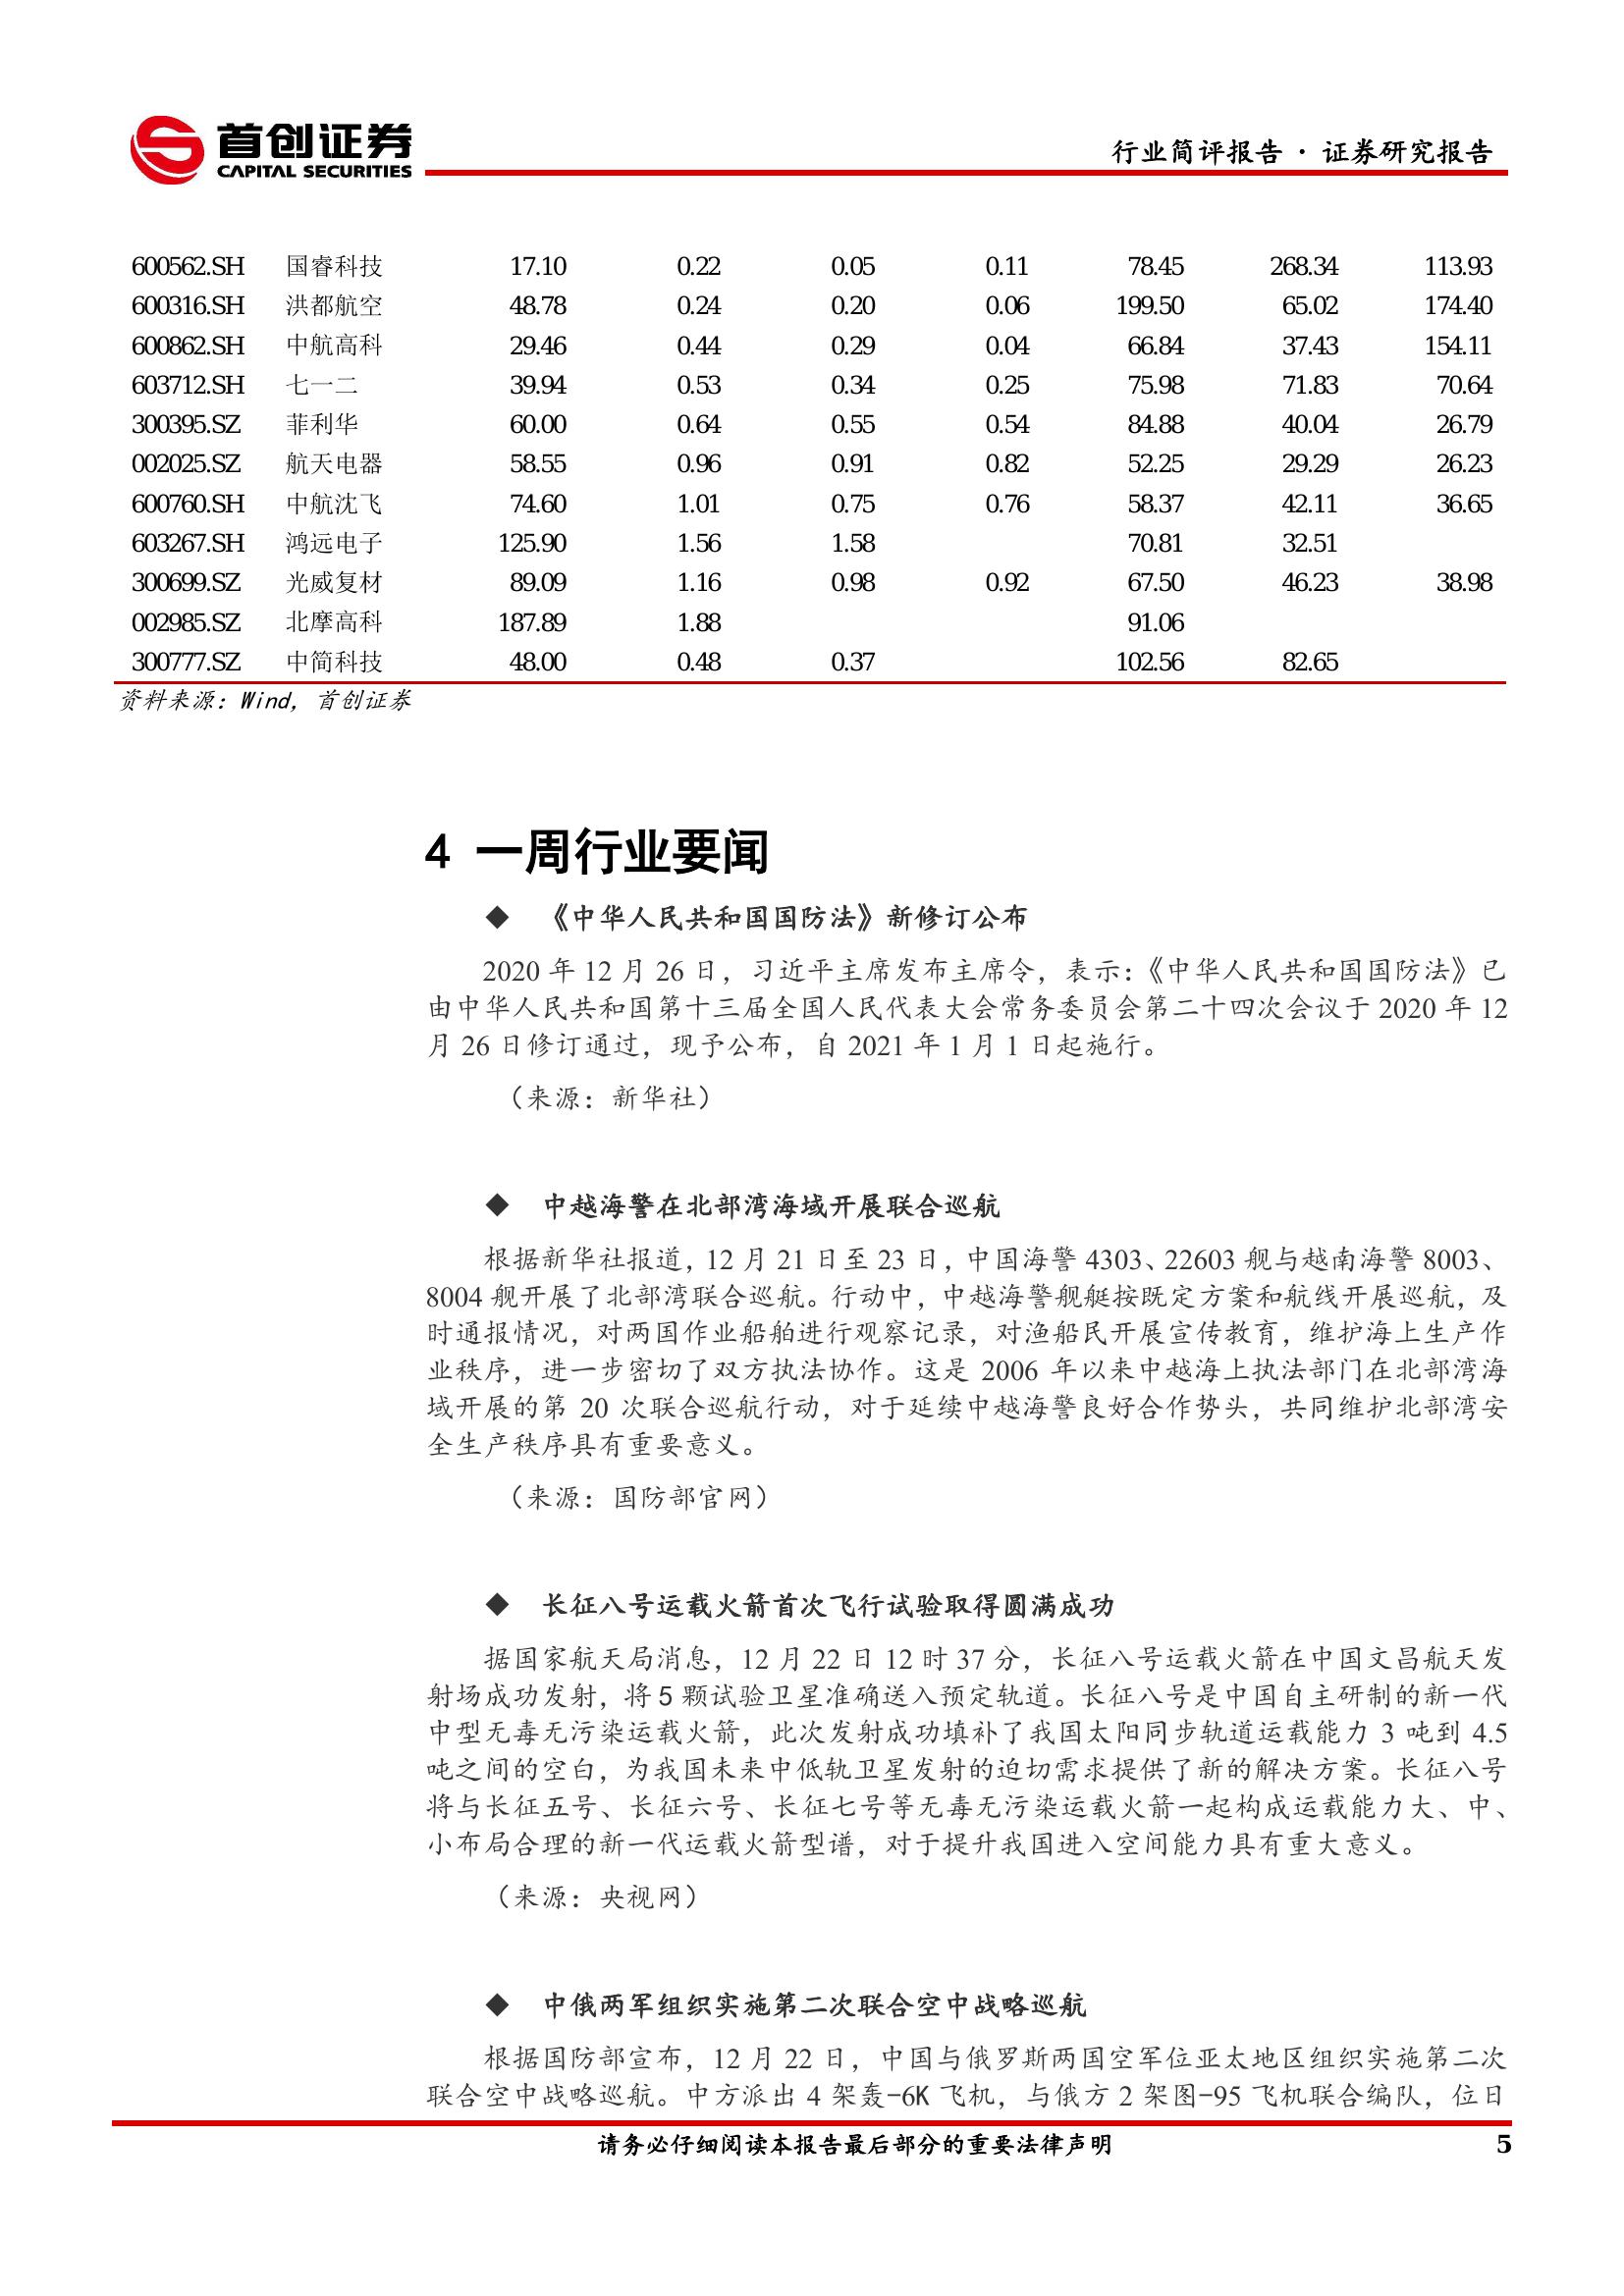 首创证券
CAPITAL SECURITIES
行业简评报告 · 证券研究报告
600562.SH 国睿科技 17.10 0.22 0.05 0.11 78.45 268.34 113.93
600316.SH 洪都航空 48.78 0.24 0.20 0.06 199.50 65.02 174.40
600862.SH 中航高科 29.46 0.44 0.29 0.04 66.84 37.43 154.11
603712.SH 七一二 39.94 0.53 0.34 0.25 75.98 71.83 70.64
300395.SZ 菲利华 60.00 0.64 0.55 0.54 84.88 40.04 26.79
002025.SZ 航天电器 58.55 0.96 0.91 0.82 52.25 29.29 26.23
600760.SH 中航沈飞 74.60 1.01 0.75 0.76 58.37 42.11 36.65
603267.SH 鸿远电子 125.90 1.56 1.58 70.81 32.51
300699.SZ 光威复材 89.09 1.16 0.98 0.92 67.50 46.23 38.98
002985.SZ 北摩高科 187.89 1.88 91.06
300777.SZ 中简科技 48.00 0.48 0.37 102.56 82.65
资料来源：Wind，首创证券
4 一周行业要闻
◆ 《中华人民共和国国防法》新修订公布
2020 年 12 月 26 日，习近平主席发布主席令，表示：《中华人民共和国国防法》已
由中华人民共和国第十三届全国人民代表大会常务委员会第二十四次会议于 2020 年 12
月 26 日修订通过，现予公布，自 2021 年 1 月 1 日起施行。
（来源：新华社）
◆ 中越海警在北部湾海域开展联合巡航
根据新华社报道，12 月 21 日至 23 日，中国海警 4303、22603 舰与越南海警 8003、
8004 舰开展了北部湾联合巡航。行动中，中越海警舰艇按既定方案和航线开展巡航，及
时通报情况，对两国作业船舶进行观察记录，对渔船民开展宣传教育，维护海上生产作
业秩序，进一步密切了双方执法协作。这是 2006 年以来中越海上执法部门在北部湾海
域开展的第 20 次联合巡航行动，对于延续中越海警良好合作势头，共同维护北部湾安
全生产秩序具有重要意义。
（来源：国防部官网）
◆ 长征八号运载火箭首次飞行试验取得圆满成功
据国家航天局消息，12 月 22 日 12 时 37 分，长征八号运载火箭在中国文昌航天发
射场成功发射，将 5 颗试验卫星准确送入预定轨道。长征八号是中国自主研制的新一代
中型无毒无污染运载火箭，此次发射成功填补了我国太阳同步轨道运载能力 3 吨到 4.5
吨之间的空白，为我国未来中低轨卫星发射的迫切需求提供了新的解决方案。长征八号
将与长征五号、长征六号、长征七号等无毒无污染运载火箭一起构成运载能力大、中、
小布局合理的新一代运载火箭型谱，对于提升我国进入空间能力具有重大意义。
（来源：央视网）
◆ 中俄两军组织实施第二次联合空中战略巡航
根据国防部宣布，12 月 22 日，中国与俄罗斯两国空军位亚太地区组织实施第二次
联合空中战略巡航。中方派出 4 架轰-6K 飞机，与俄方 2 架图-95 飞机联合编队，位日
请务必仔细阅读本报告最后部分的重要法律声明 5